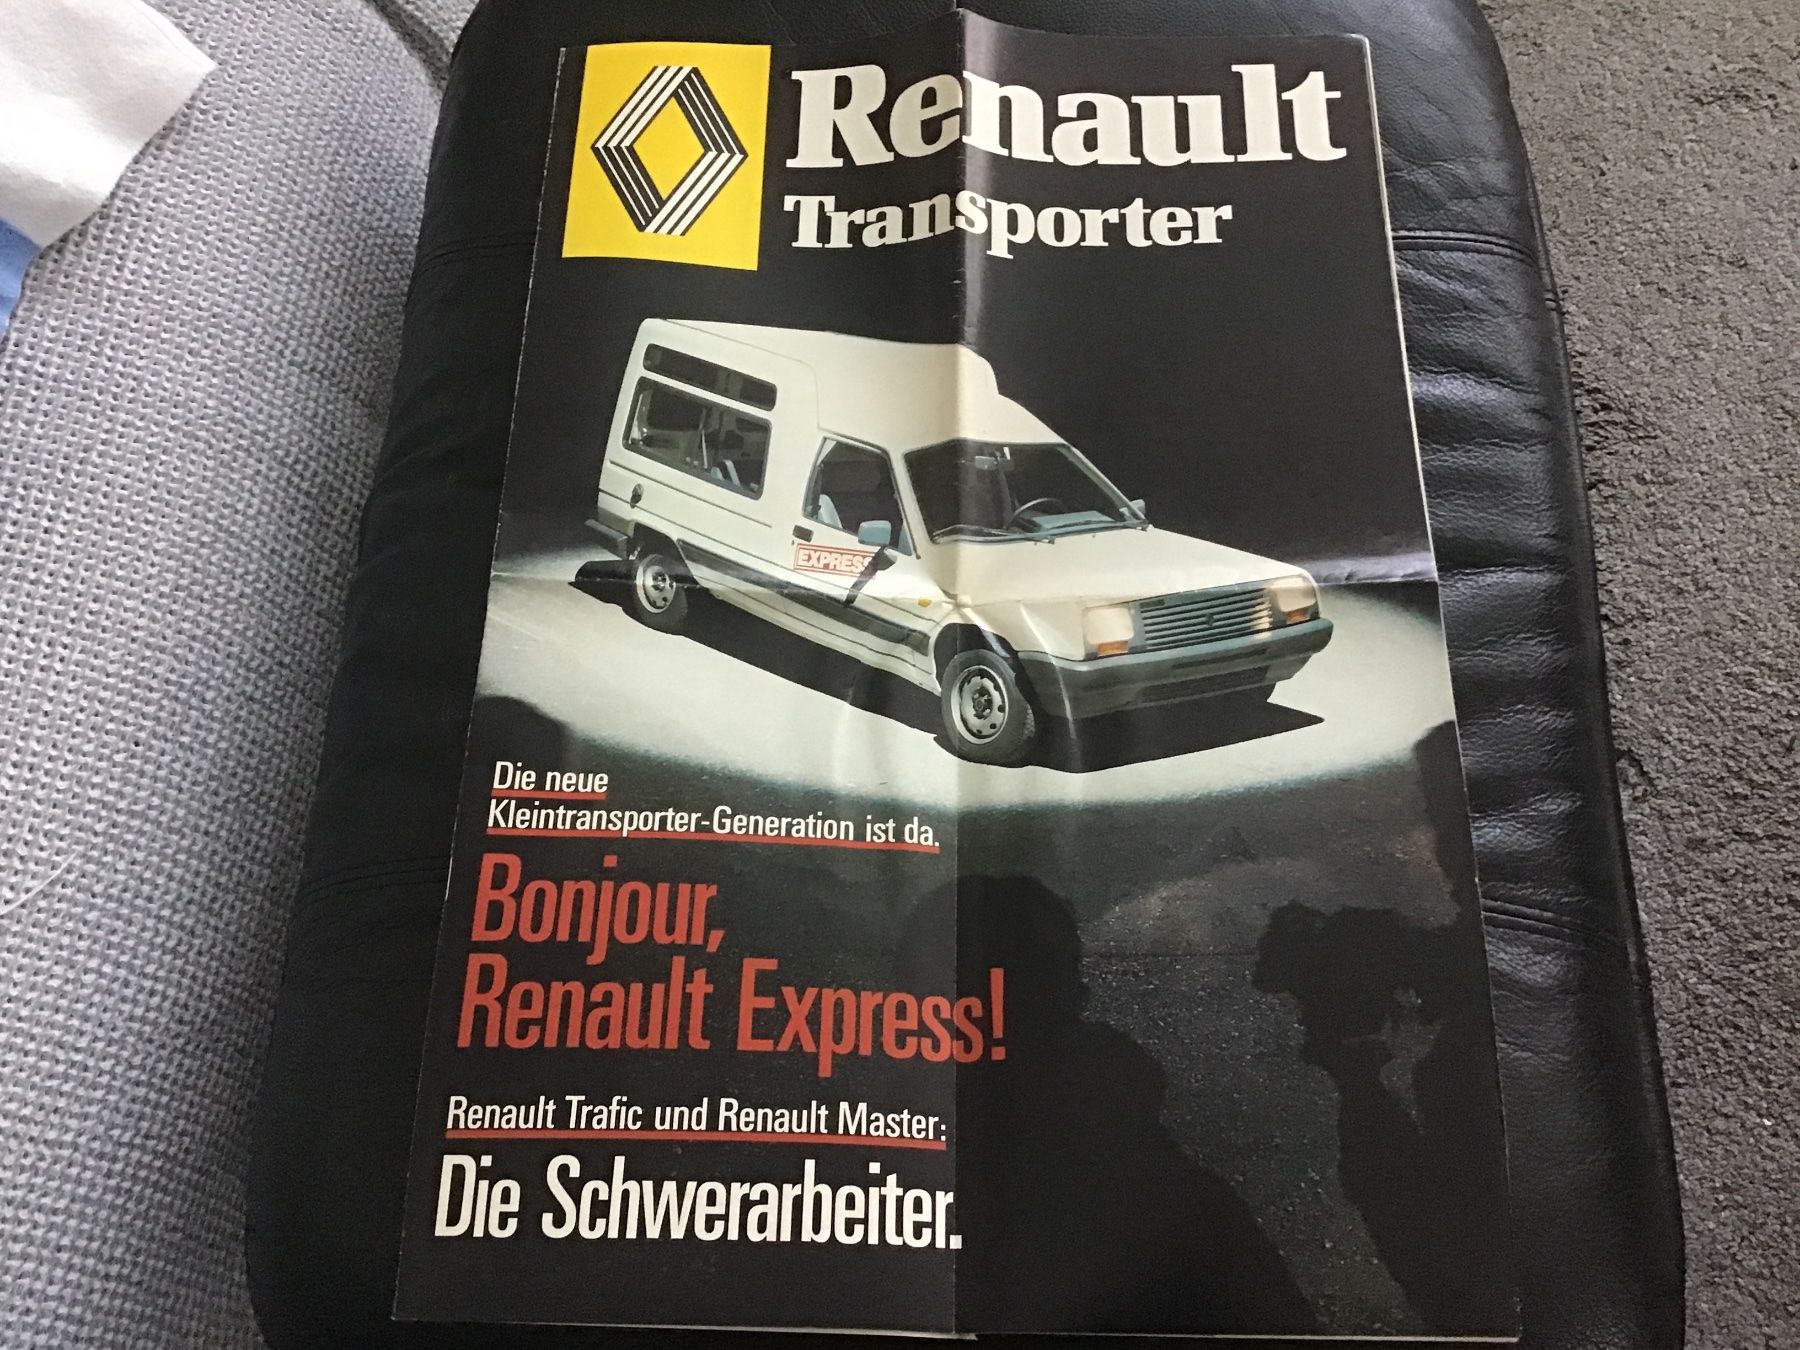 Renault
Transporter
EXPRESS
Die neue
Kleintransporter-Generation ist da.
Bonjour,
Renault Express!
Renault Trafic und Renault Master:
Die Schwerarbeiter.